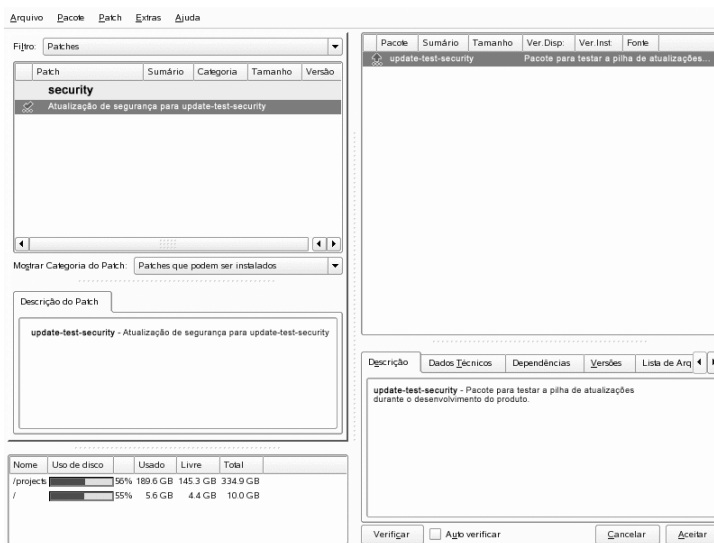 Arquivo Pacote Patch Extras Ajuda
Filtro: Patches
Patch Sumário Categoria Tamanho Versão
security
Atualização de segurança para update-test-security
Mostrar Categoria do Patch: Patches que podem ser instalados
Descrição do Patch
update-test-security - Atualização de segurança para update-test-security
Nome Uso de disco Usado Livre Total
/projects 56% 189.6 GB 145.3 GB 334.9 GB
/ 55% 5.6 GB 4.4 GB 10.0 GB
Pacote Sumário Tamanho Ver.Disp: Ver.Inst. Fonte
update-test-security Pacote para testar a pilha de atualizações...
Descrição Dados Técnicos Dependências Versões Lista de Arq
update-test-security - Pacote para testar a pilha de atualizações
durante o desenvolvimento do produto.
Verificar Auto verificar Cancelar Aceitar